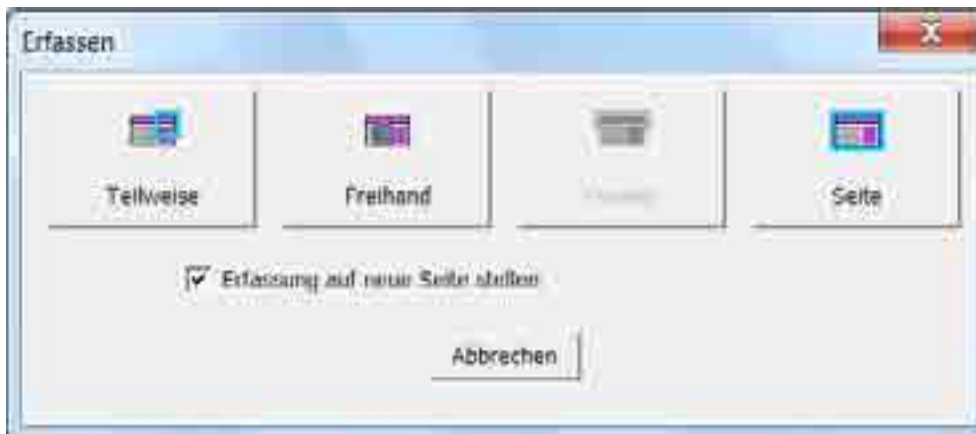 Erfassen
Teilweise Freihand Seite
Erfassung auf neue Seite stellen
Abbrechen